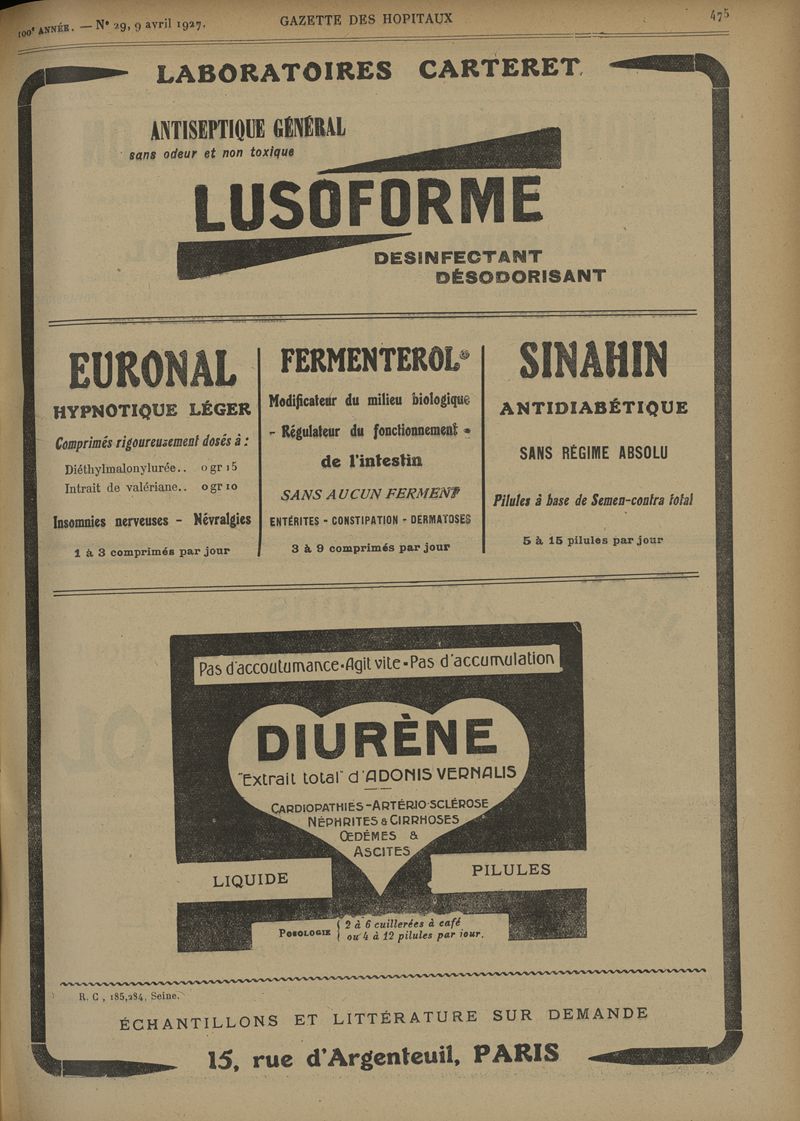 100ᵉ ANNÉE. — Nº 29, 9 avril 1927.
GAZETTE DES HOPITAUX
475
LABORATOIRES CARTERET
ANTISEPTIQUE GÉNÉRAL
sans odeur et non toxique
LUSOFORME
DESINFECTANT
DÉSODORISANT
EURONAL
HYPNOTIQUE LÉGER
Comprimés rigoureusement dosés à :
Diéthylmalonylurée.. 0 gr 15
Intrait de valériane.. 0 gr 10
Insomnies nerveuses - Névralgies
1 à 3 comprimés par jour
FERMENTEROL
Modificateur du milieu biologique
- Régulateur du fonctionnement -
de l'intestin
SANS AUCUN FERMENT
ENTÉRITES - CONSTIPATION - DERMATOSES
3 à 9 comprimés par jour
SINAHIN
ANTIDIABÉTIQUE
SANS RÉGIME ABSOLU
Pilules à base de Semen-contra total
5 à 15 pilules par jour
Pas d'accoutumance-Agit vite-Pas d'accumulation
DIURÈNE
"Extrait total" d'ADONIS VERNALIS
CARDIOPATHIES-ARTÉRIO-SCLÉROSE
NÉPHRITES & CIRRHOSES
ŒDÉMES &
ASCITES
LIQUIDE
PILULES
POSOLOGIE { 2 à 6 cuillerées à café
ou 4 à 12 pilules par jour.
R. C, 185,284, Seine.
ÉCHANTILLONS ET LITTÉRATURE SUR DEMANDE
15, rue d'Argenteuil, PARIS